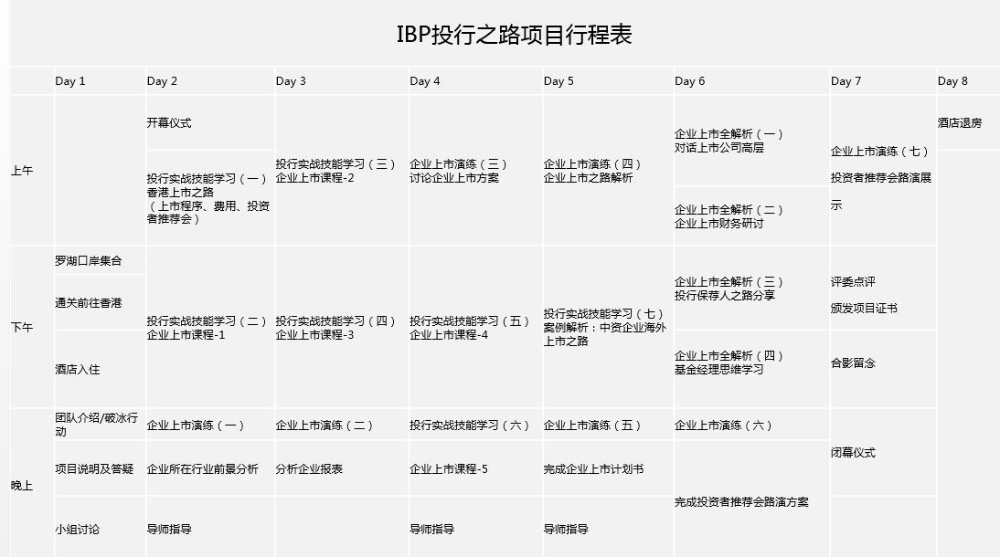 IBP投行之路项目行程表
Day 1
Day 2
Day 3
Day 4
Day 5
Day 6
Day 7
Day 8
上午
开幕仪式
投行实战技能学习（一）
香港上市之路
（上市程序、费用、投资
者推荐会）
投行实战技能学习（三）
企业上市课程-2
企业上市演练（三）
讨论企业上市方案
企业上市演练（四）
企业上市之路解析
企业上市全解析（一）
对话上市公司高层
企业上市全解析（二）
企业上市财务研讨
企业上市演练（七）
投资者推荐会路演展
示
酒店退房
下午
罗湖口岸集合
通关前往香港
酒店入住
投行实战技能学习（二）
企业上市课程-1
投行实战技能学习（四）
企业上市课程-3
投行实战技能学习（五）
企业上市课程-4
投行实战技能学习（七）
案例解析：中资企业海外
上市之路
企业上市全解析（三）
投行保荐人之路分享
企业上市全解析（四）
基金经理思维学习
评委点评
颁发项目证书
合影留念
晚上
团队介绍/破冰行
动
企业上市演练（一）
企业上市演练（二）
投行实战技能学习（六）
企业上市演练（五）
企业上市演练（六）
闭幕仪式
项目说明及答疑
企业所在行业前景分析
分析企业报表
企业上市课程-5
完成企业上市计划书
完成投资者推荐会路演方案
小组讨论
导师指导
导师指导
导师指导